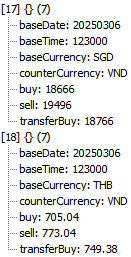 [17] {} (7)
baseDate: 20250306
baseTime: 123000
baseCurrency: SGD
counterCurrency: VND
buy: 18666
sell: 19496
transferBuy: 18766
[18] {} (7)
baseDate: 20250306
baseTime: 123000
baseCurrency: THB
counterCurrency: VND
buy: 705.04
sell: 773.04
transferBuy: 749.38